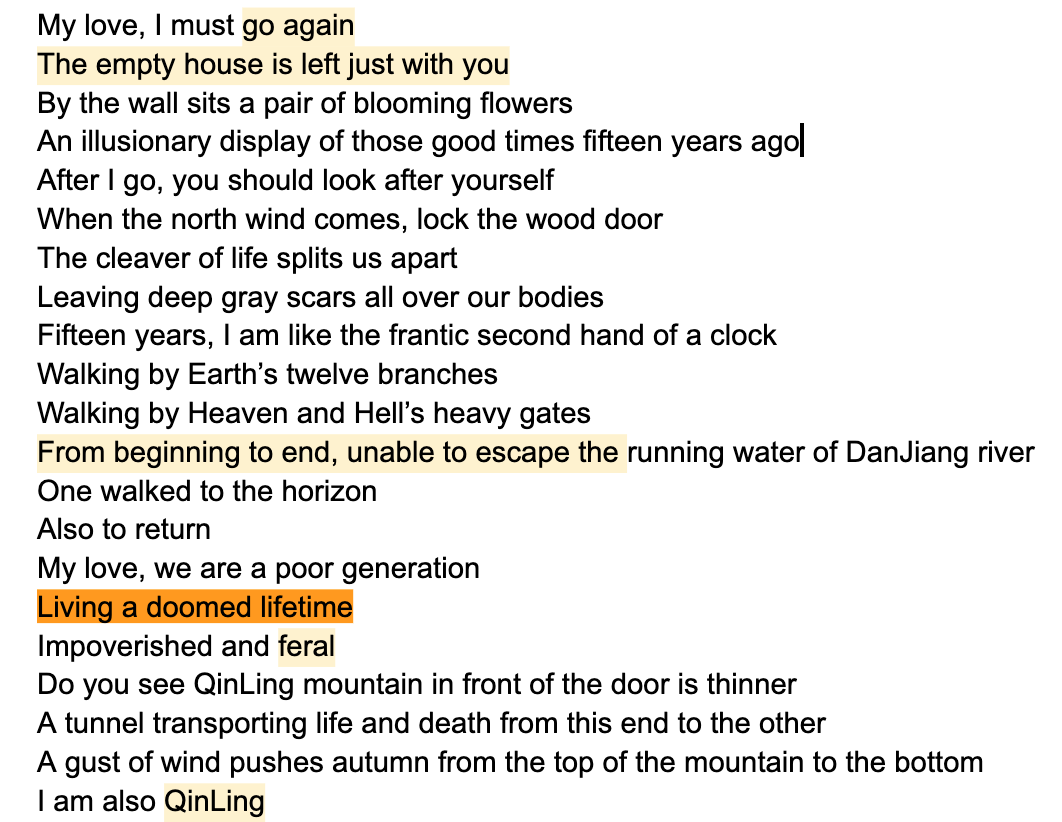 My love, I must go again
The empty house is left just with you
By the wall sits a pair of blooming flowers
An illusionary display of those good times fifteen years ago
After I go, you should look after yourself
When the north wind comes, lock the wood door
The cleaver of life splits us apart
Leaving deep gray scars all over our bodies
Fifteen years, I am like the frantic second hand of a clock
Walking by Earth’s twelve branches
Walking by Heaven and Hell’s heavy gates
From beginning to end, unable to escape the running water of DanJiang river
One walked to the horizon
Also to return
My love, we are a poor generation
Living a doomed lifetime
Impoverished and feral
Do you see QinLing mountain in front of the door is thinner
A tunnel transporting life and death from this end to the other
A gust of wind pushes autumn from the top of the mountain to the bottom
I am also QinLing